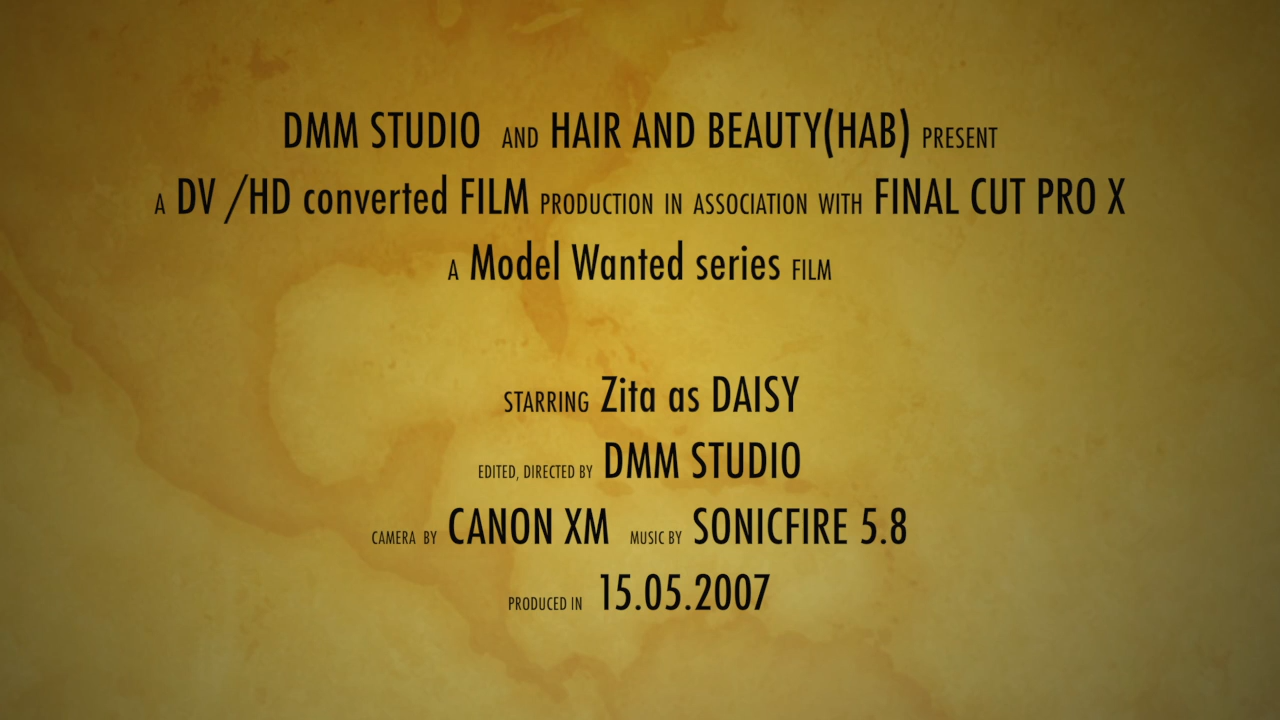 DMM STUDIO AND HAIR AND BEAUTY(HAB) PRESENT
A DV /HD converted FILM PRODUCTION IN ASSOCIATION WITH FINAL CUT PRO X
A Model Wanted series FILM
STARRING Zita as DAISY
EDITED, DIRECTED BY DMM STUDIO
CAMERA BY CANON XM MUSIC BY SONICFIRE 5.8
PRODUCED IN 15.05.2007